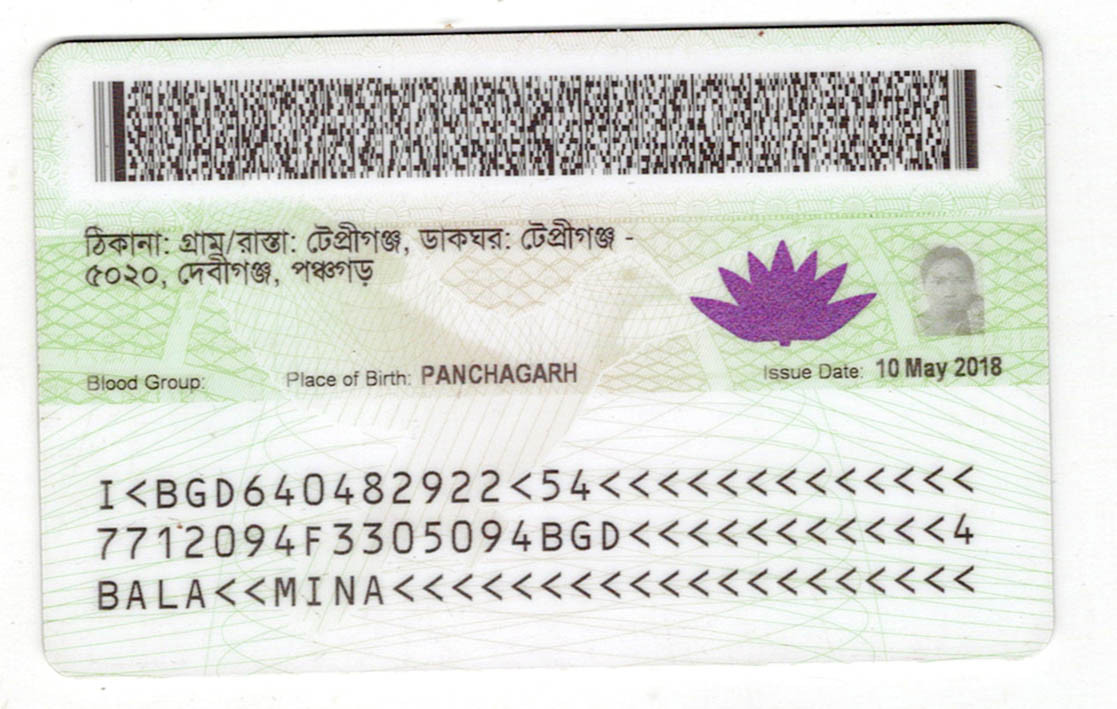 ঠিকানা: গ্রাম/রাস্তা: টেপ্রীগঞ্জ, ডাকঘর: টেপ্রীগঞ্জ -
৫০২০, দেবীগঞ্জ, পঞ্চগড়
Blood Group: Place of Birth: PANCHAGARH Issue Date: 10 May 2018
I<BGD640482922<54<<<<<<<<<<<<<
7712094F3305094BGD<<<<<<<<<<<4
BALA<<MINA<<<<<<<<<<<<<<<<<<<<